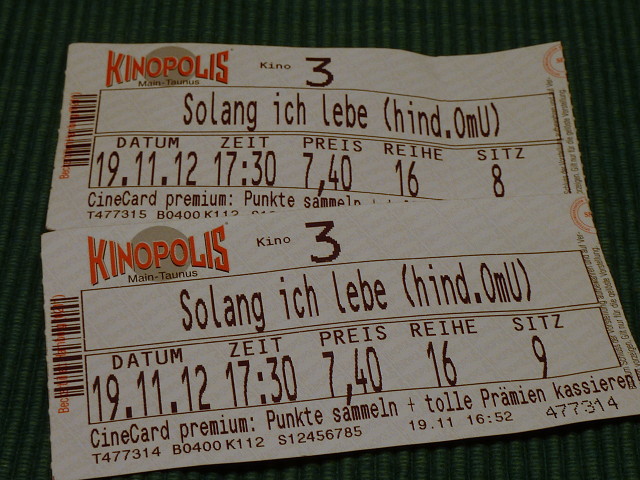 KINOPOLIS
Main-Taunus
Kino 3
Solang ich lebe (hind.OmU)
DATUM ZEIT PREIS REIHE SITZ
19.11.12 17:30 7,40 16 8
CineCard premium: Punkte sammeln
T477315 B0400 K112
KINOPOLIS
Main-Taunus
Kino 3
Solang ich lebe (hind.OmU)
DATUM ZEIT PREIS REIHE SITZ
19.11.12 17:30 7,40 16 9
CineCard premium: Punkte sammeln + tolle Prämien kassieren
T477314 B0400 K112 S12456785 19.11 16:52 477314